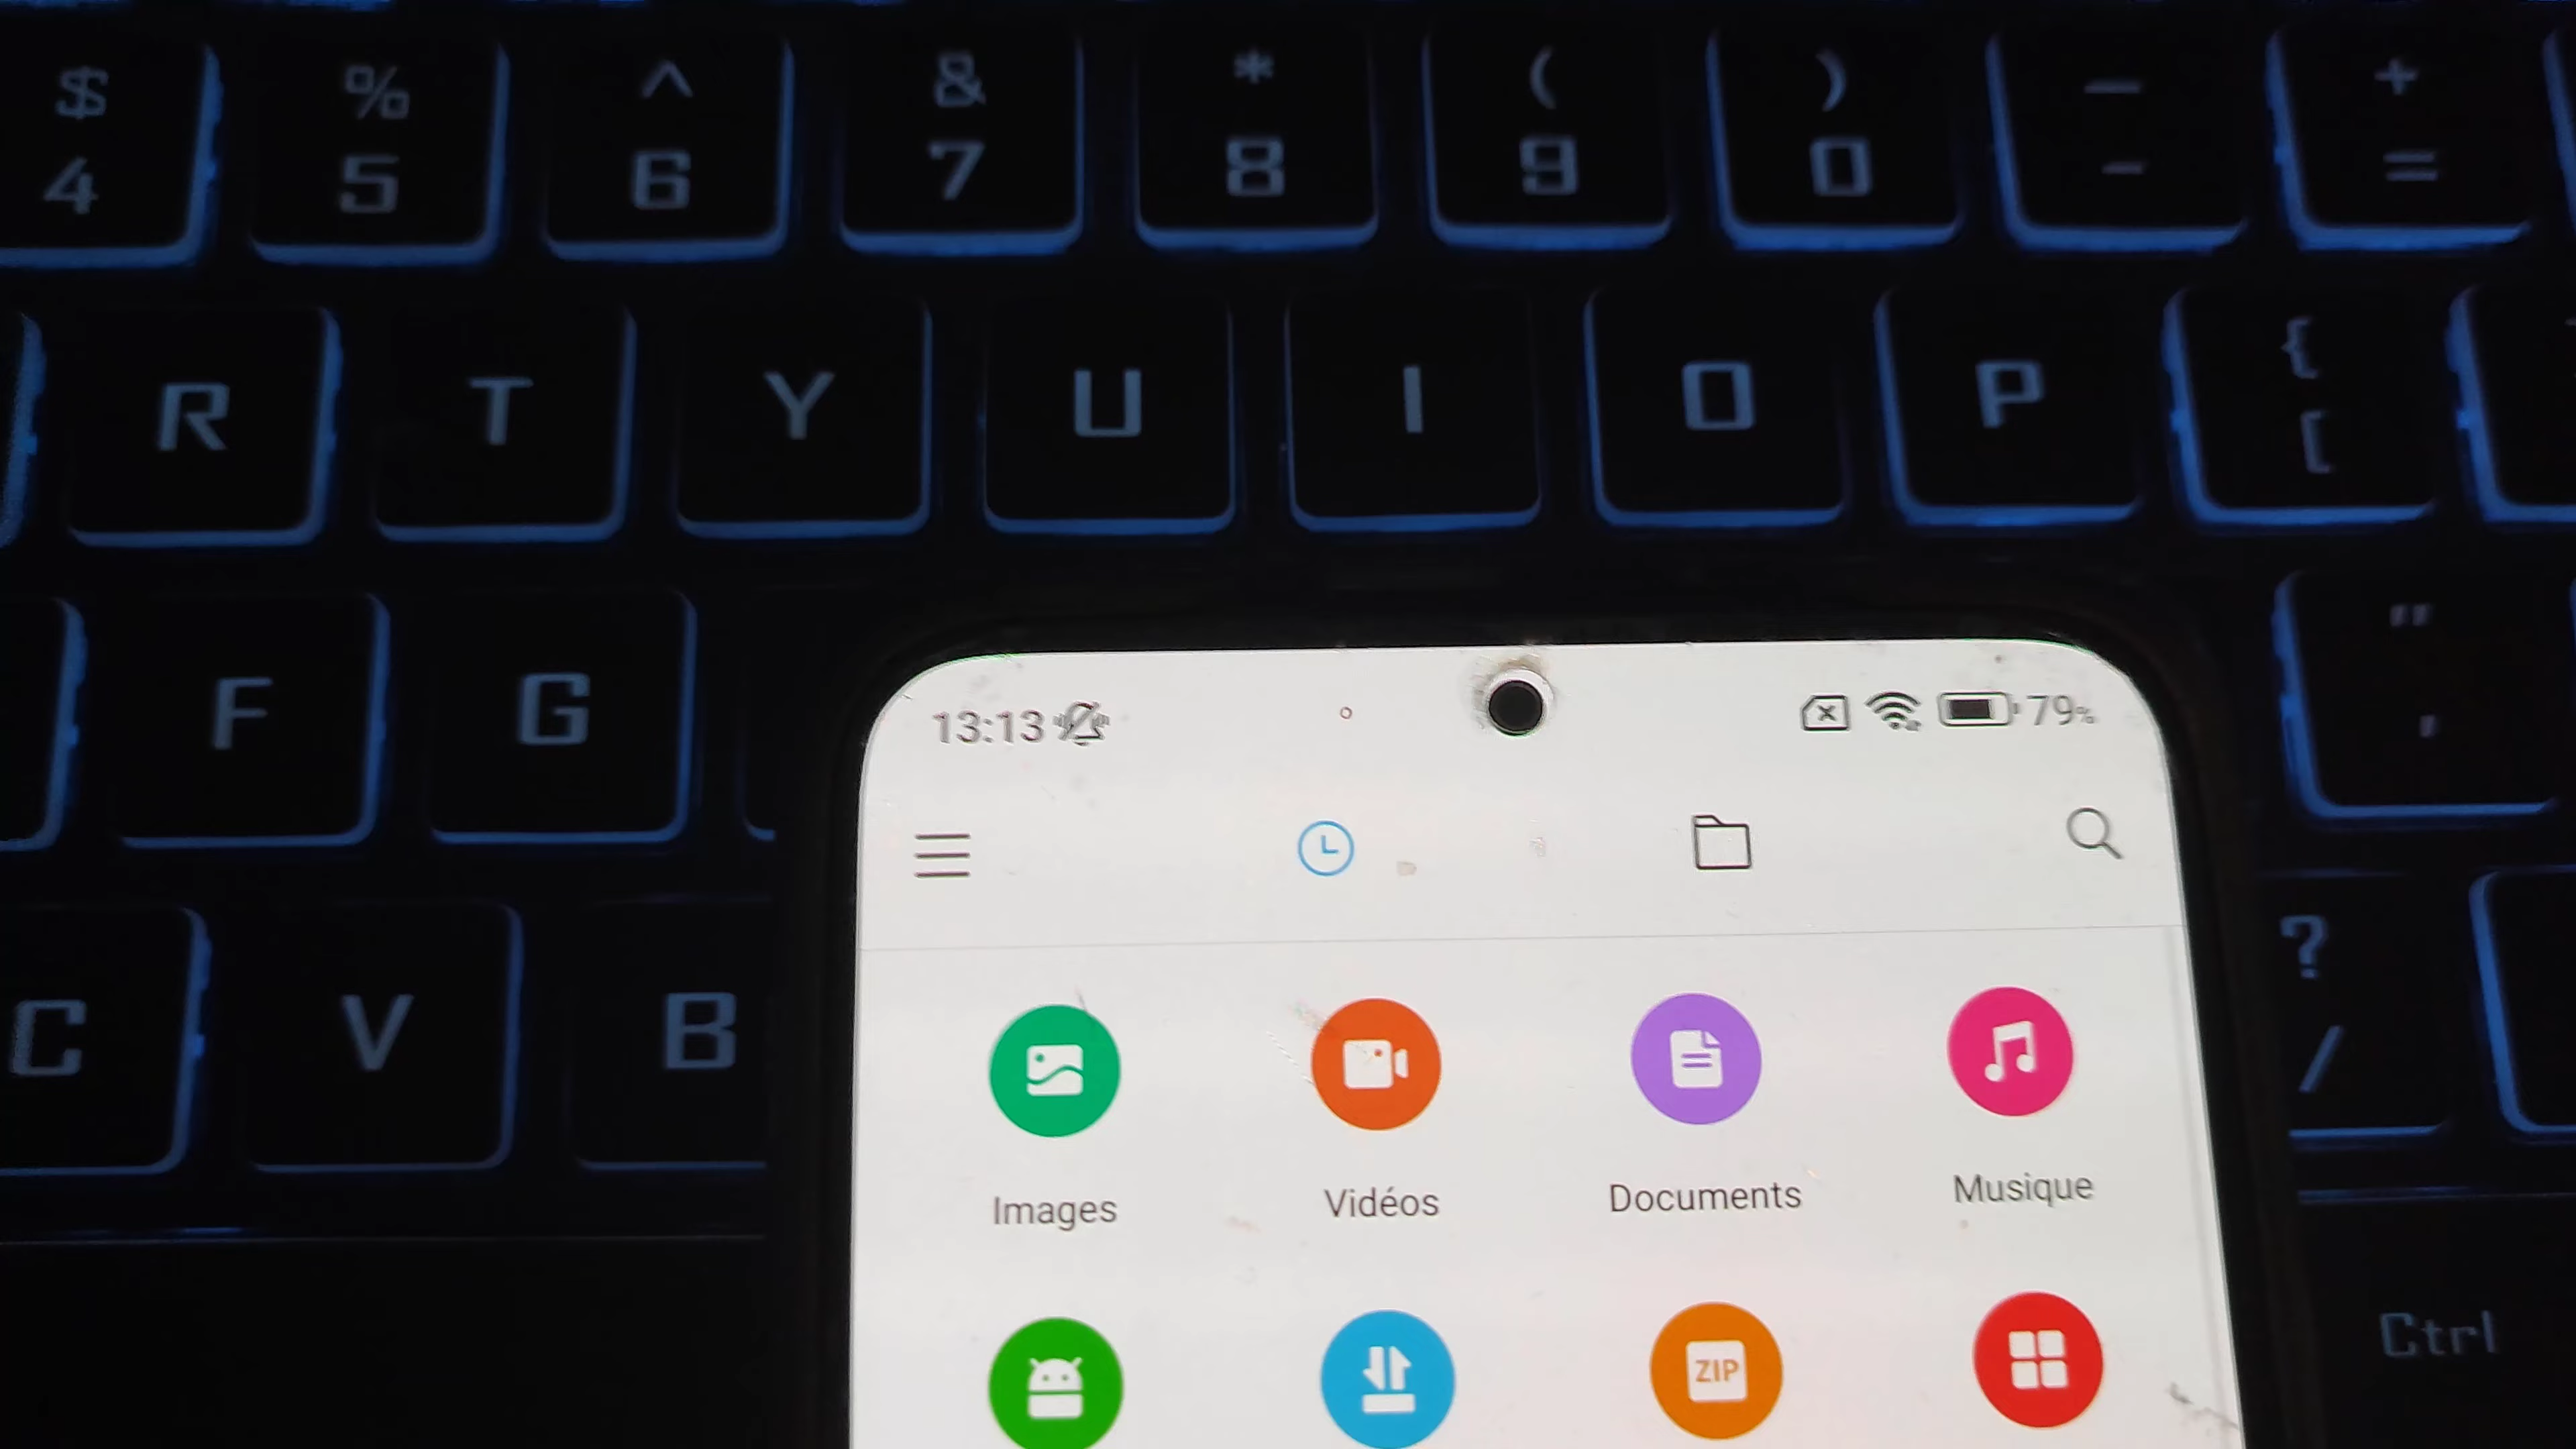 $ % ^ & * ( ) — +
4 5 6 7 8 9 0 - =
R T Y U I O P { [
F G " '
13:13 79%
C V B ? /
Images Vidéos Documents Musique
ZIP
Ctrl